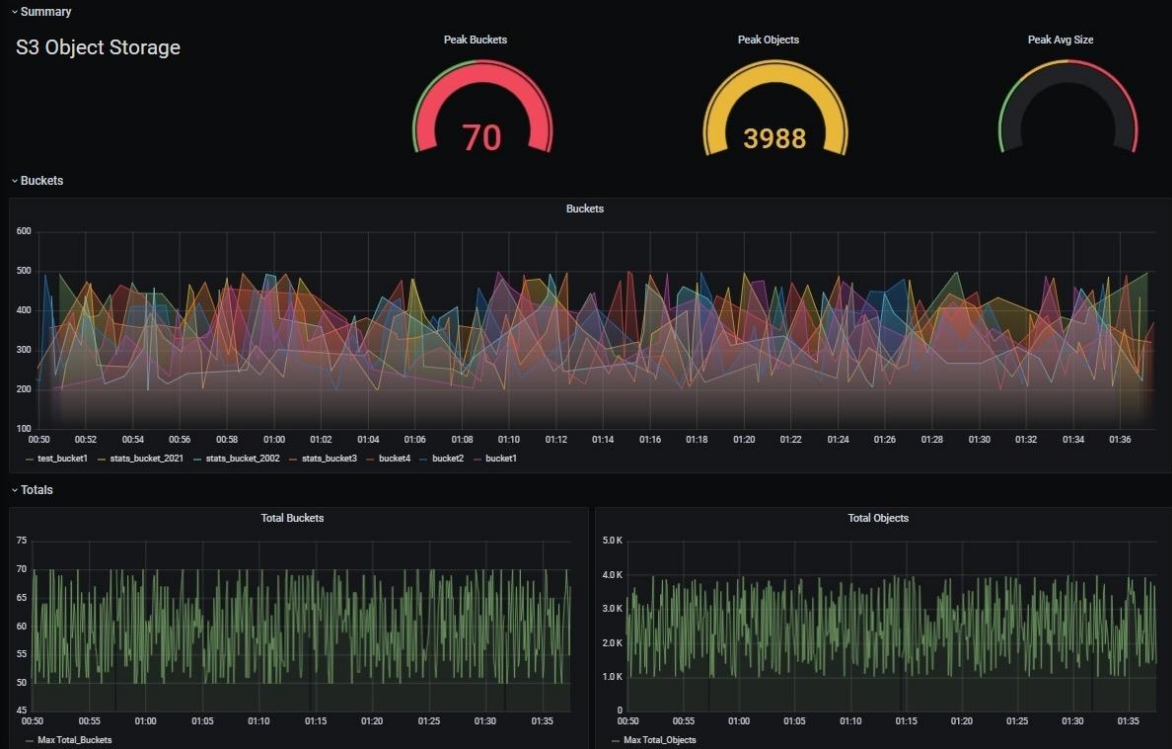 Summary
S3 Object Storage
Peak Buckets
Peak Objects
Peak Avg Size
70
3988
Buckets
Buckets
600
500
400
300
200
100
00:50 00:52 00:54 00:56 00:58 01:00 01:02 01:04 01:06 01:08 01:10 01:12 01:14 01:16 01:18 01:20 01:22 01:24 01:26 01:28 01:30 01:32 01:34 01:36
test_bucket1 stats_bucket_2021 stats_bucket_2002 stats_bucket3 bucket4 bucket2 bucket1
Totals
Total Buckets
75
70
65
60
55
50
45
00:50 00:55 01:00 01:05 01:10 01:15 01:20 01:25 01:30 01:35
Max Total_Buckets
Total Objects
5.0 K
4.0 K
3.0 K
2.0 K
1.0 K
0
00:50 00:55 01:00 01:05 01:10 01:15 01:20 01:25 01:30 01:35
Max Total_Objects